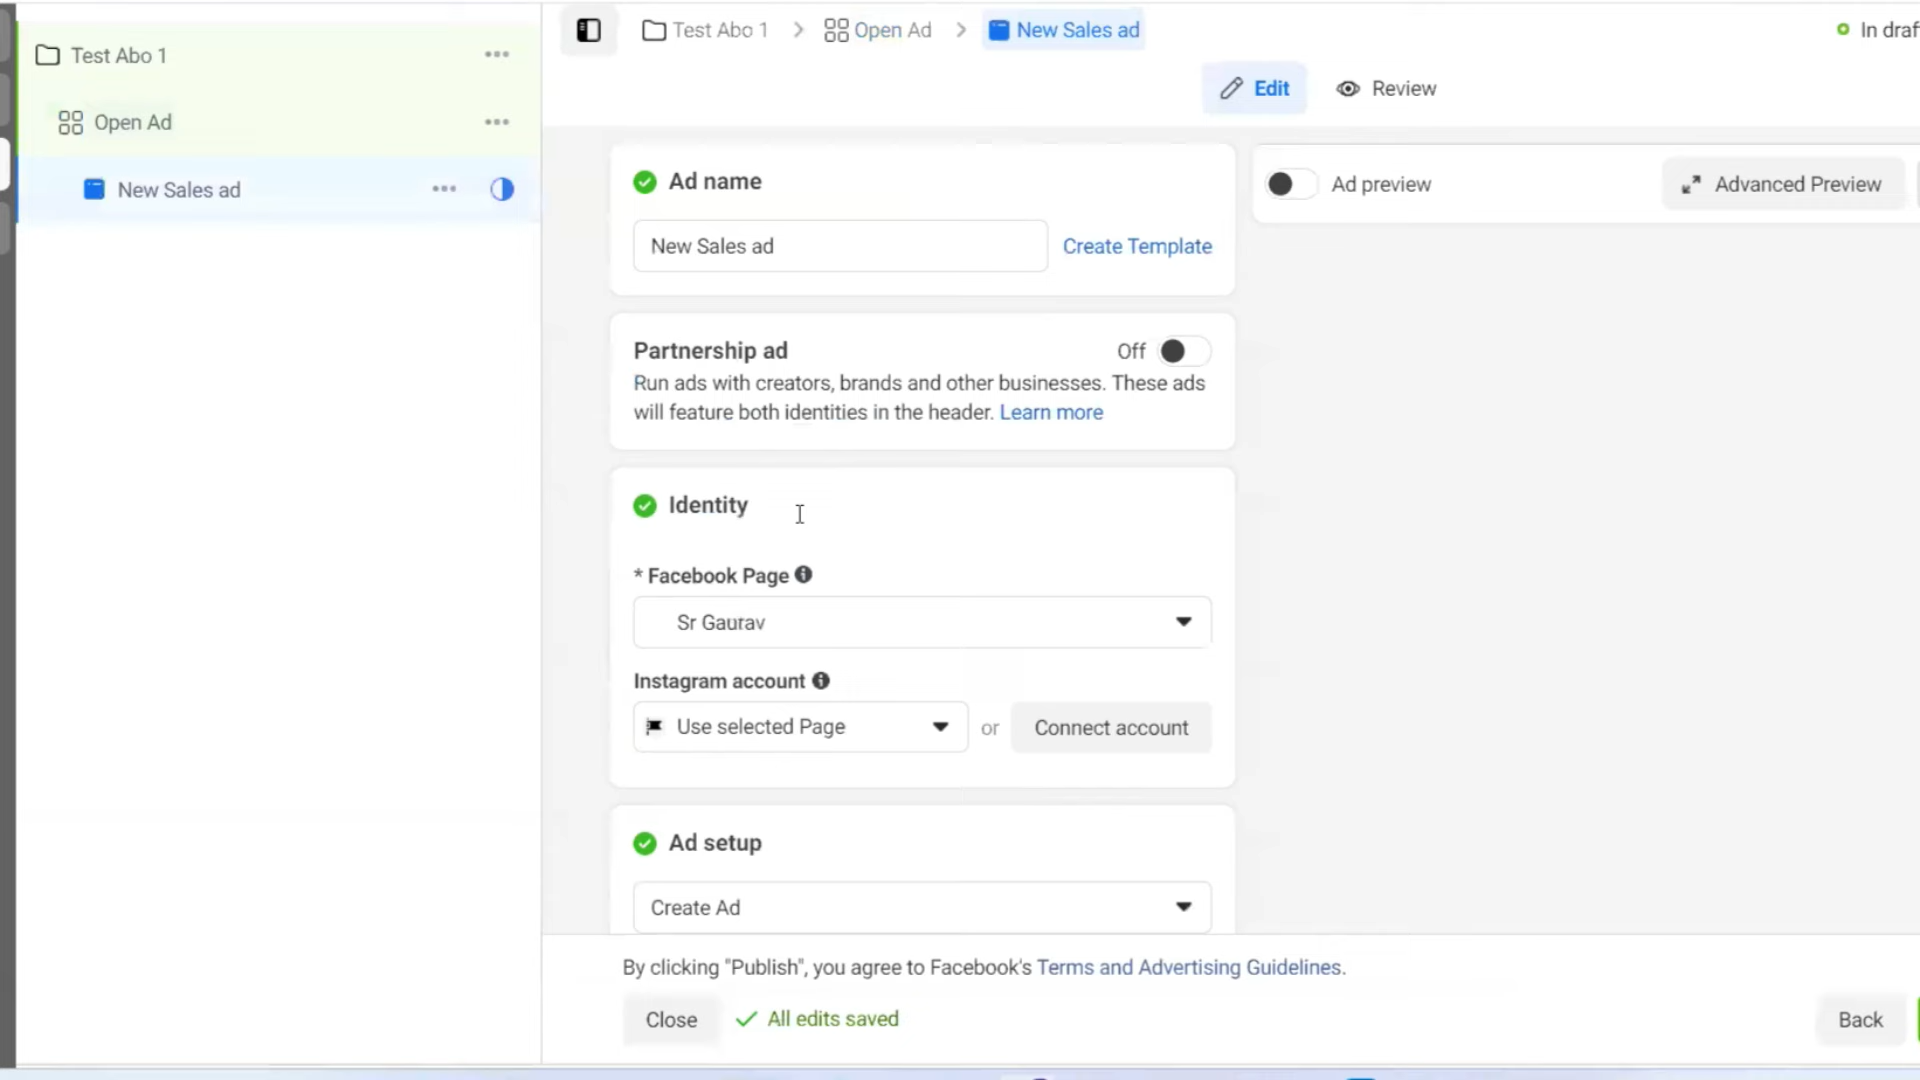 Test Abo 1
Open Ad
New Sales ad
Test Abo 1 > Open Ad > New Sales ad
In draf
Edit
Review
Ad name
New Sales ad
Create Template
Partnership ad
Off
Run ads with creators, brands and other businesses. These ads
will feature both identities in the header. Learn more
Identity
* Facebook Page
Sr Gaurav
Instagram account
Use selected Page
or
Connect account
Ad setup
Create Ad
Ad preview
Advanced Preview
By clicking "Publish", you agree to Facebook's Terms and Advertising Guidelines.
Close
All edits saved
Back